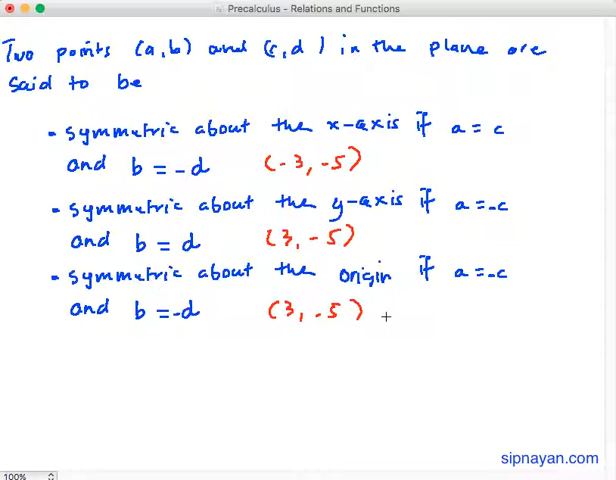 Precalculus - Relations and Functions
Two points (a,b) and (c,d) in the plane are
said to be
- symmetric about the x-axis if a = c
and b = -d (-3, -5)
- symmetric about the y-axis if a = -c
and b = d (3, -5)
- symmetric about the origin if a = -c
and b = -d (3, -5)
sipnayan.com
100%